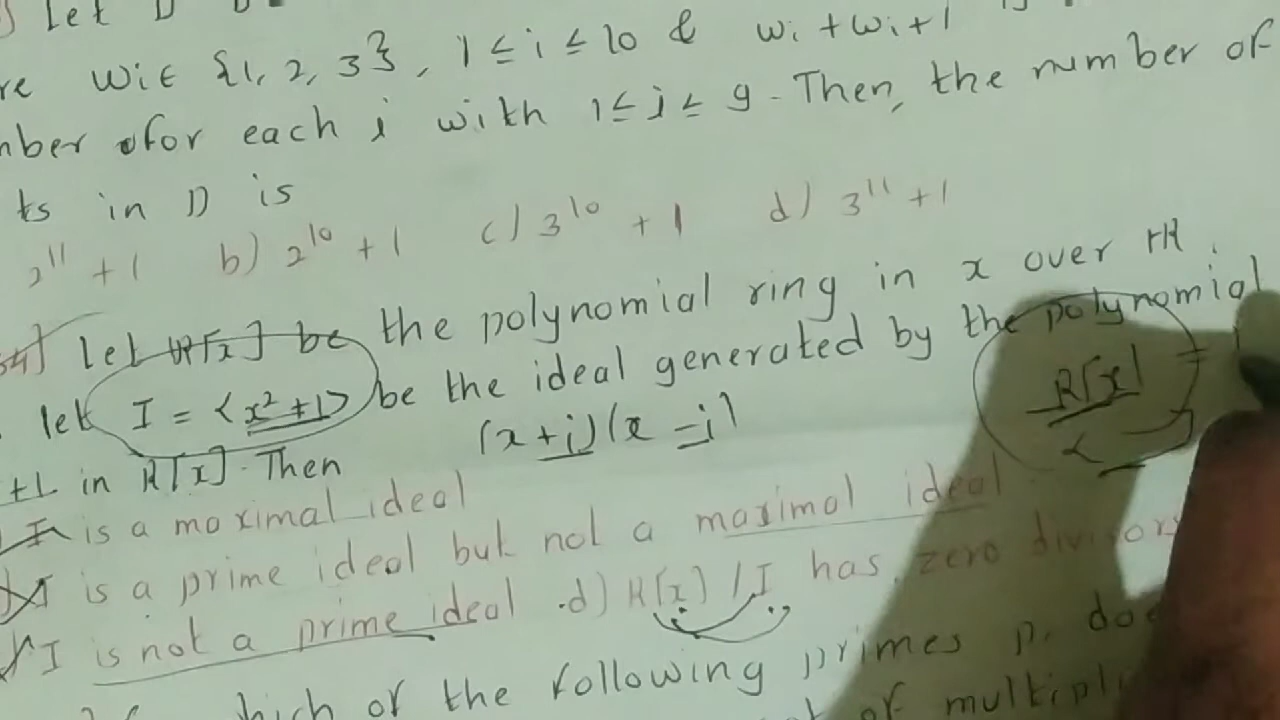 Let D
re wi ∈ {1, 2, 3}, 1 ≤ i ≤ 10 & wi + wi+1
mber for each i with 1 ≤ i ≤ 9. Then, the number of
ts in D is
2^11 + 1 b) 2^10 + 1 c) 3^10 + 1 d) 3^11 + 1
34] let R[x] be the polynomial ring in x over R.
let I = <x²+1> be the ideal generated by the polynomial
+1 in R[x]. Then (x+i)(x-i) R[x] =
I is a maximal ideal
I is a prime ideal but not a maximal ideal
I is not a prime ideal .d) R[x] / I has zero divisors
which of the following primes p, do
of multipli